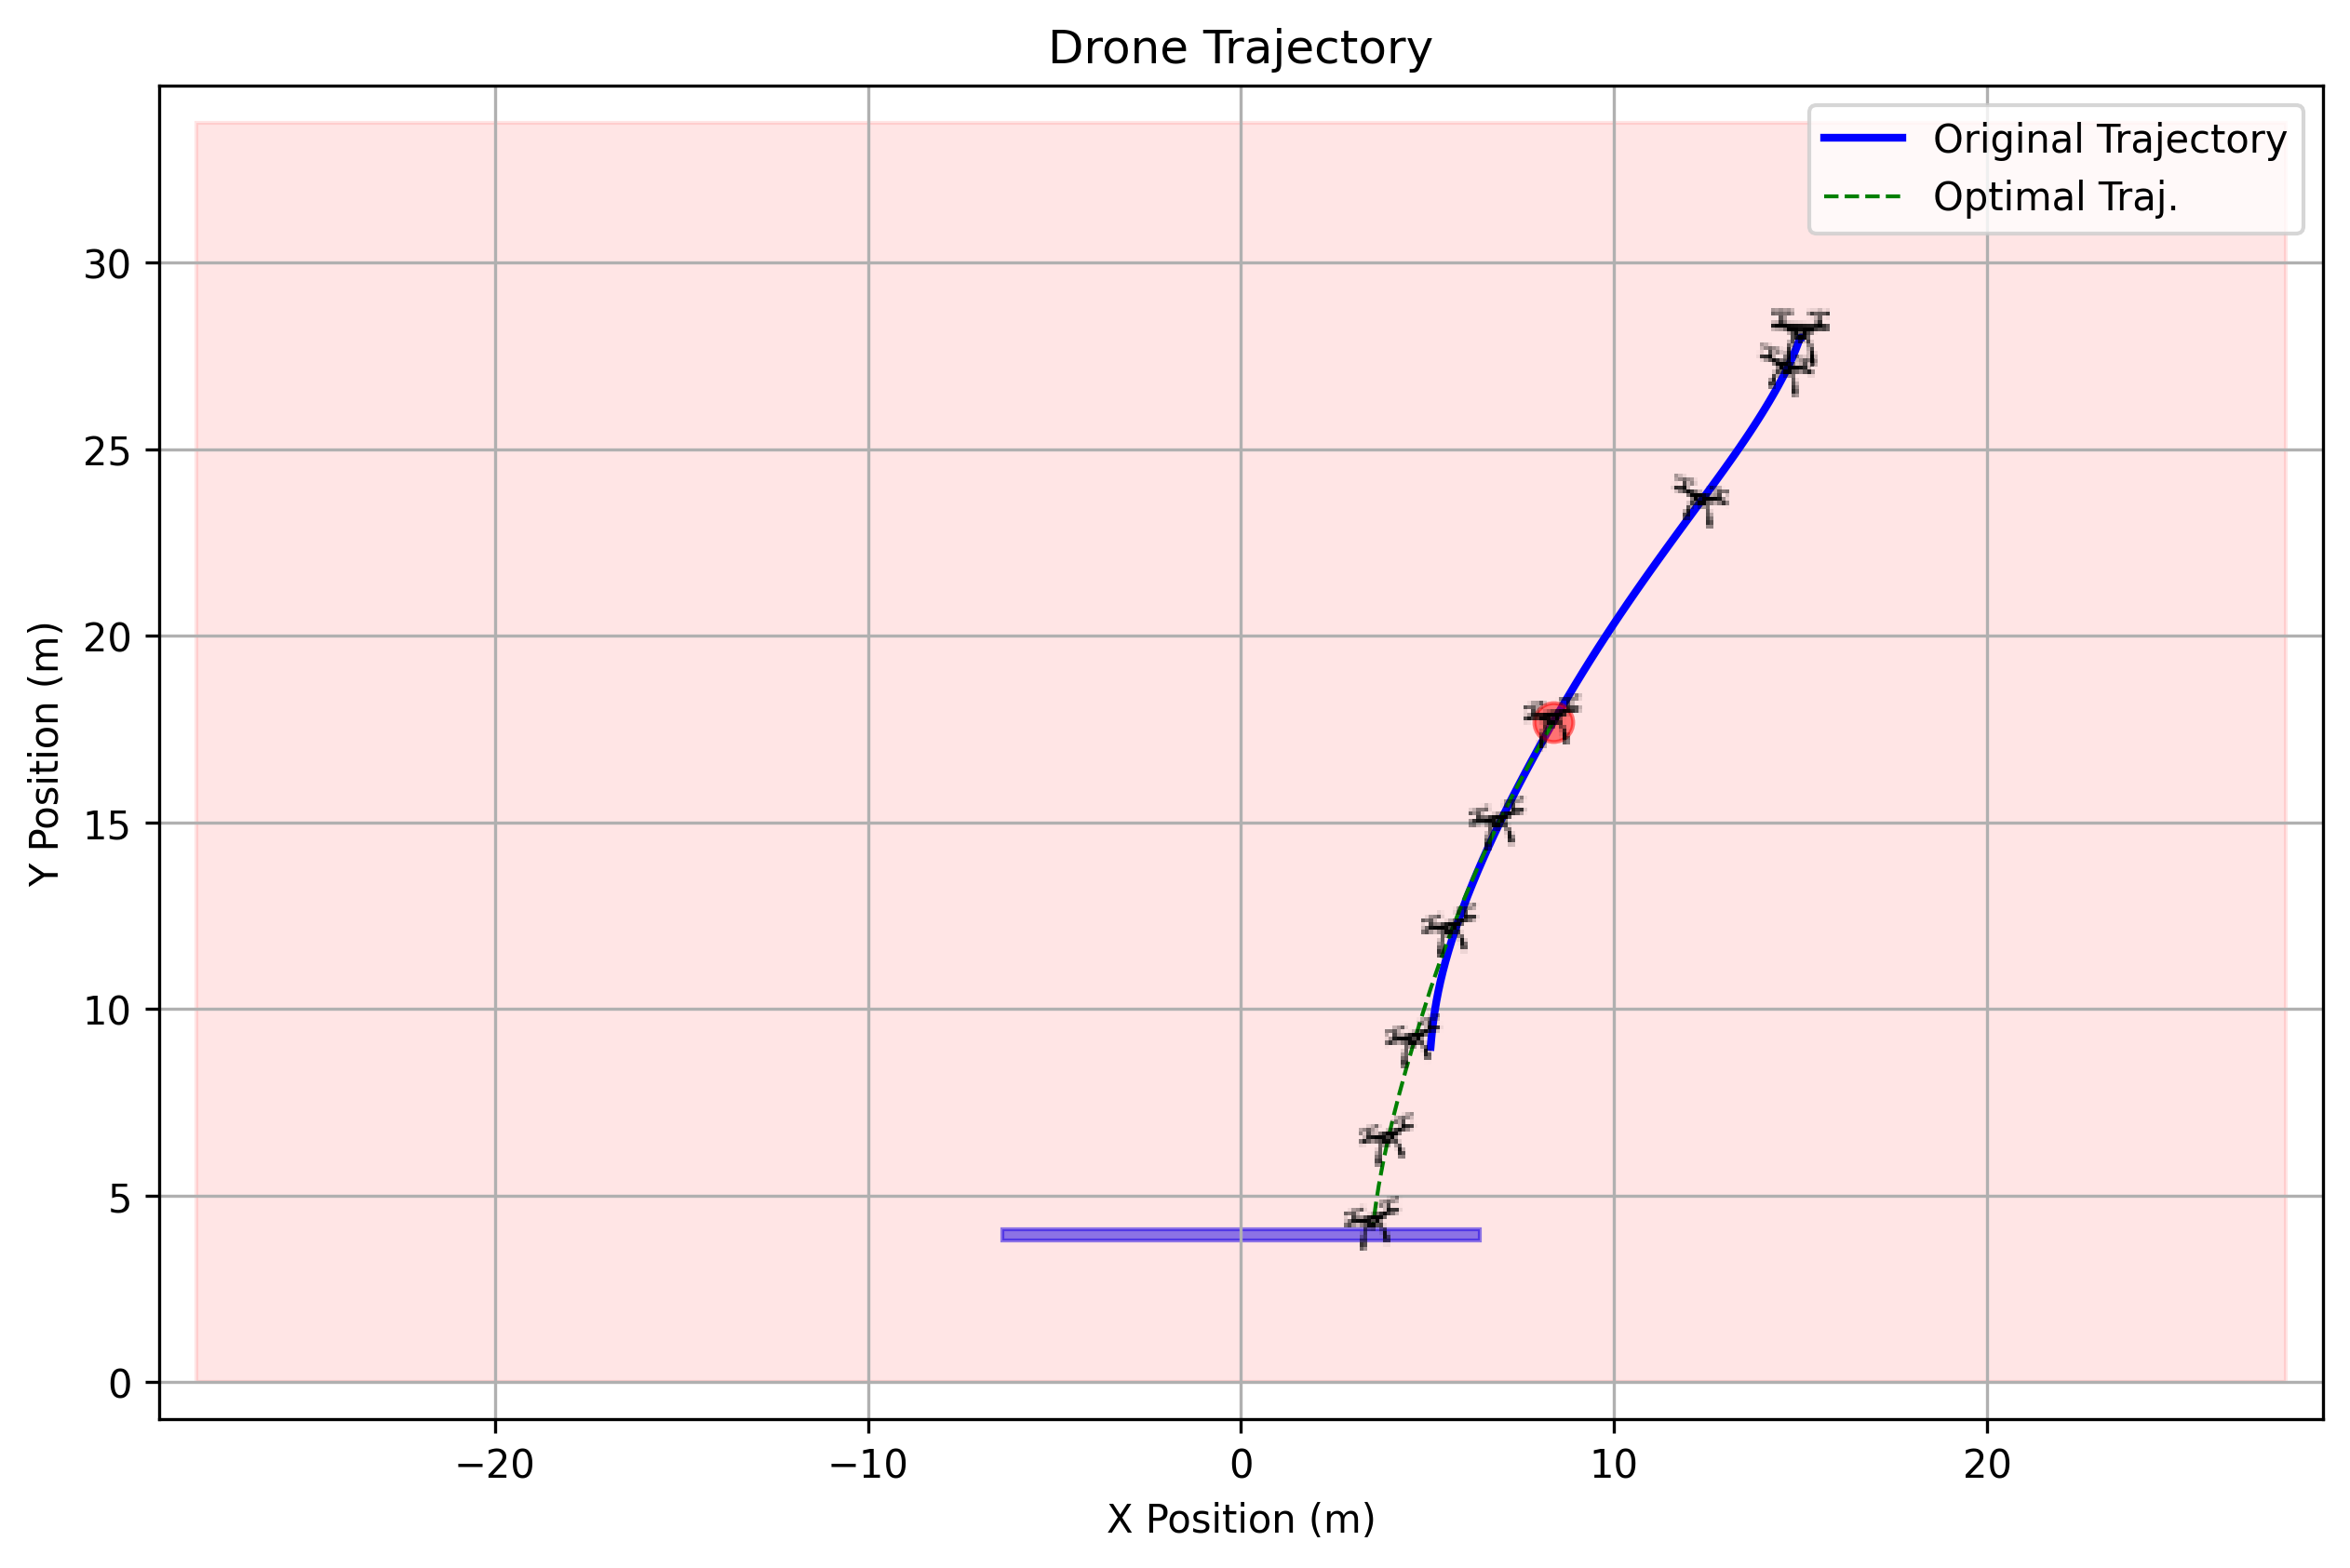 Drone Trajectory
Original Trajectory
Optimal Traj.
30
25
20
15
10
5
0
Y Position (m)
−20
−10
0
10
20
X Position (m)